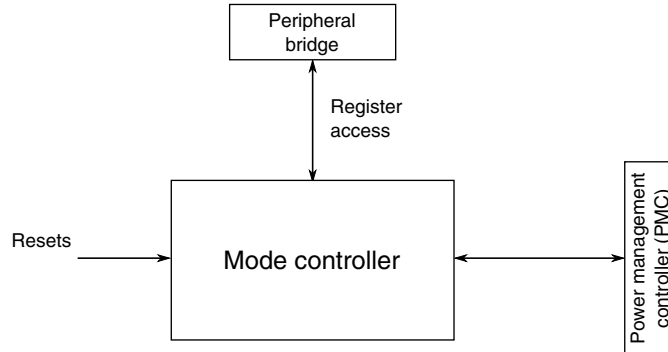 Peripheral
bridge
Register
access
Resets
Mode controller
Power management
controller (PMC)